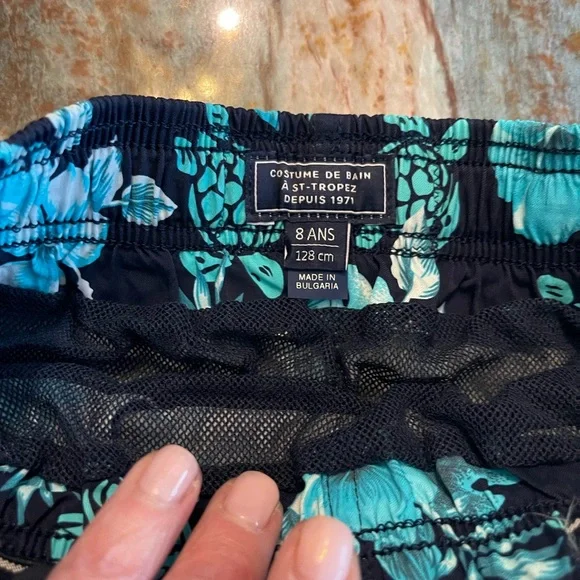 COSTUME DE BAIN
À ST-TROPEZ
DEPUIS 1971
8 ANS
128 cm
MADE IN
BULGARIA